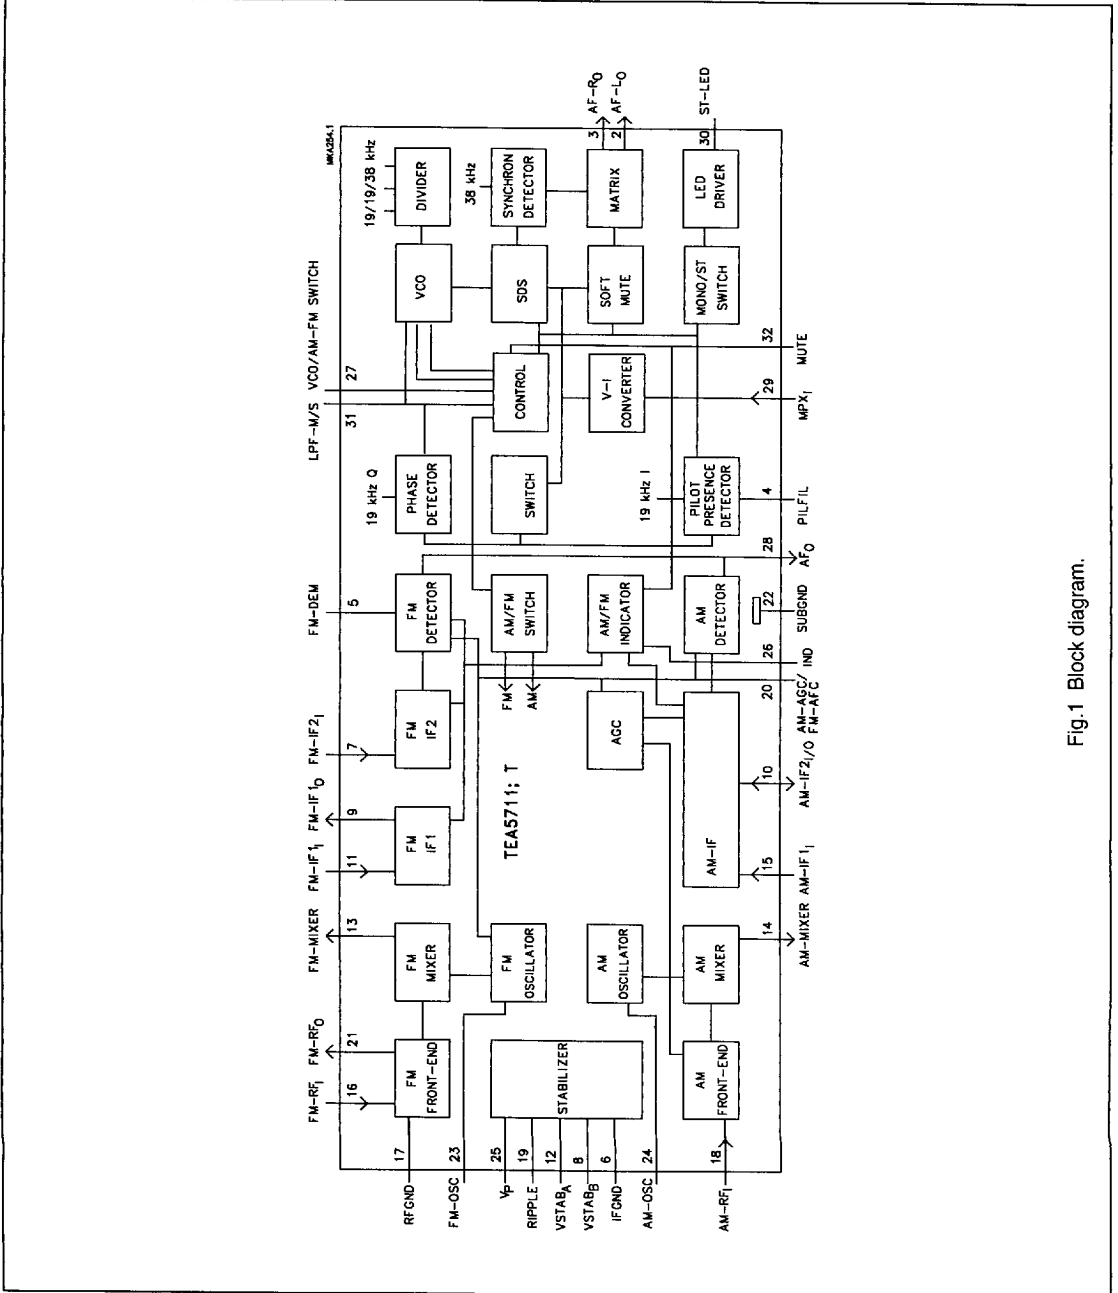 FM-RFI
FM-RFO
FM-MIXER
FM-IF1I
FM-IF1O
FM-IF2I
FM-DEM
LPF-M/S
VCO/AM-FM SWITCH
MKA264.1
16
21
13
11
9
7
5
31
27
19 kHz Q
19/19/38 kHz
RFGND
17
FM
FRONT-END
FM
MIXER
FM
IF1
FM
IF2
FM
DETECTOR
PHASE
DETECTOR
VCO
DIVIDER
FM-OSC
23
38 kHz
VP
25
RIPPLE
19
VSTABA
12
VSTABB
8
IFGND
6
STABILIZER
FM
OSCILLATOR
TEA5711; T
FM
AM
AM/FM
SWITCH
SWITCH
CONTROL
SDS
SYNCHRON
DETECTOR
AM-OSC
24
AM
OSCILLATOR
AGC
AM/FM
INDICATOR
V-I
CONVERTER
SOFT
MUTE
MATRIX
3
AF-RO
2
AF-LO
19 kHz I
AM-RFI
18
AM
FRONT-END
AM
MIXER
AM-IF
AM
DETECTOR
PILOT
PRESENCE
DETECTOR
MONO/ST
SWITCH
LED
DRIVER
30
ST-LED
14
15
10
20
26
22
28
4
29
32
AM-MIXER
AM-IF1I
AM-IF2I/O
AM-AGC/
FM-AFC
IND
SUBGND
AFO
PILFIL
MPXI
MUTE
Fig.1 Block diagram.